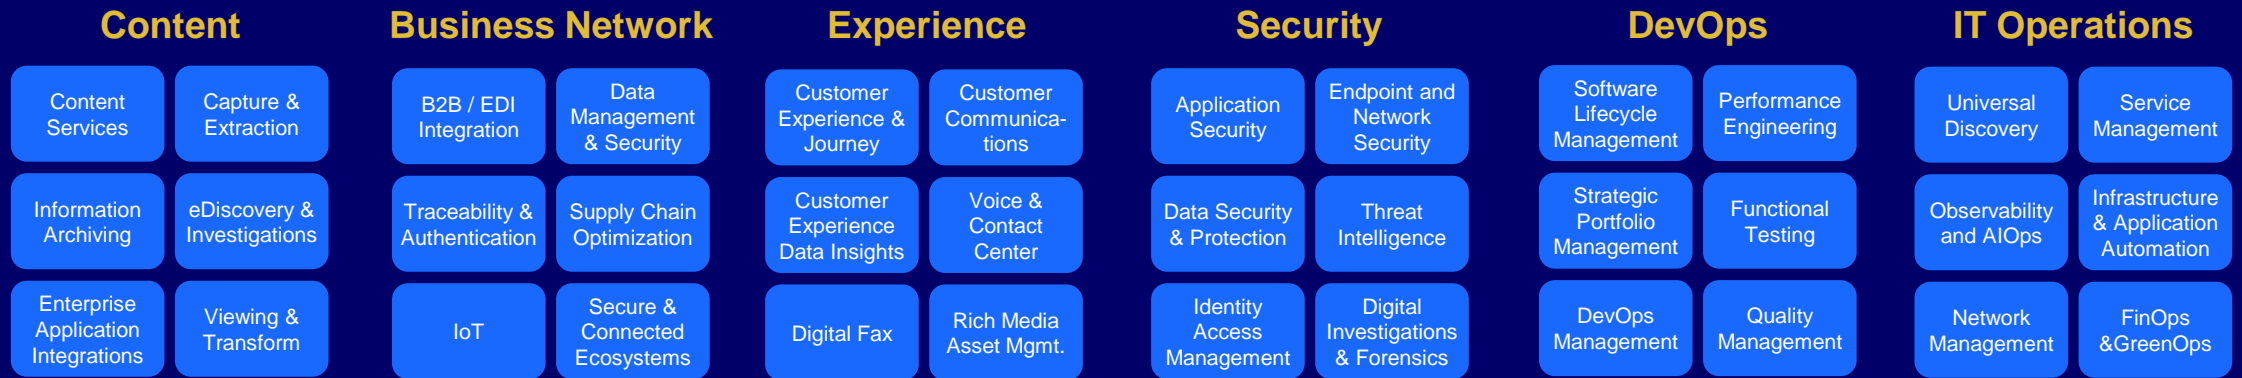 Content
Content
Services
Capture &
Extraction
Information
Archiving
eDiscovery &
Investigations
Enterprise
Application
Integrations
Viewing &
Transform
Business Network
B2B / EDI
Integration
Data
Management
& Security
Traceability &
Authentication
Supply Chain
Optimization
IoT
Secure &
Connected
Ecosystems
Experience
Customer
Experience &
Journey
Customer
Communica-
tions
Customer
Experience
Data Insights
Voice &
Contact
Center
Digital Fax
Rich Media
Asset Mgmt.
Security
Application
Security
Endpoint and
Network
Security
Data Security
& Protection
Threat
Intelligence
Identity
Access
Management
Digital
Investigations
& Forensics
DevOps
Software
Lifecycle
Management
Performance
Engineering
Strategic
Portfolio
Management
Functional
Testing
DevOps
Management
Quality
Management
IT Operations
Universal
Discovery
Service
Management
Observability
and AIOps
Infrastructure
& Application
Automation
Network
Management
FinOps
&GreenOps